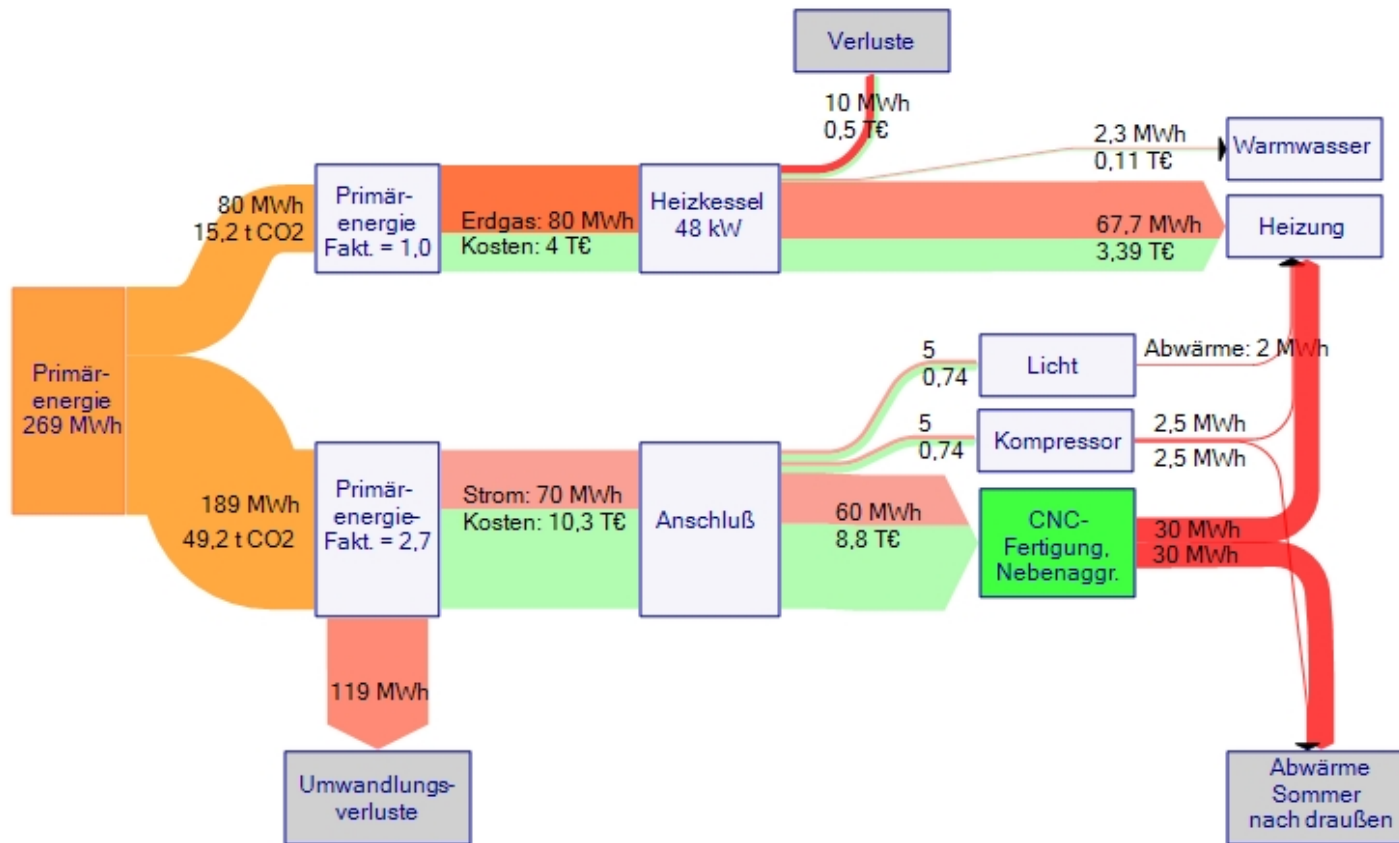 Verluste
10 MWh
0,5 T€
2,3 MWh
0,11 T€
Warmwasser
80 MWh
15,2 t CO2
Primär-
energie
Fakt. = 1,0
Erdgas: 80 MWh
Kosten: 4 T€
Heizkessel
48 kW
67,7 MWh
3,39 T€
Heizung
Primär-
energie
269 MWh
5
0,74
Licht
Abwärme: 2 MWh
5
0,74
Kompressor
2,5 MWh
2,5 MWh
189 MWh
49,2 t CO2
Primär-
energie-
Fakt. = 2,7
Strom: 70 MWh
Kosten: 10,3 T€
Anschluß
60 MWh
8,8 T€
CNC-
Fertigung,
Nebenaggr.
30 MWh
30 MWh
119 MWh
Umwandlungs-
verluste
Abwärme
Sommer
nach draußen